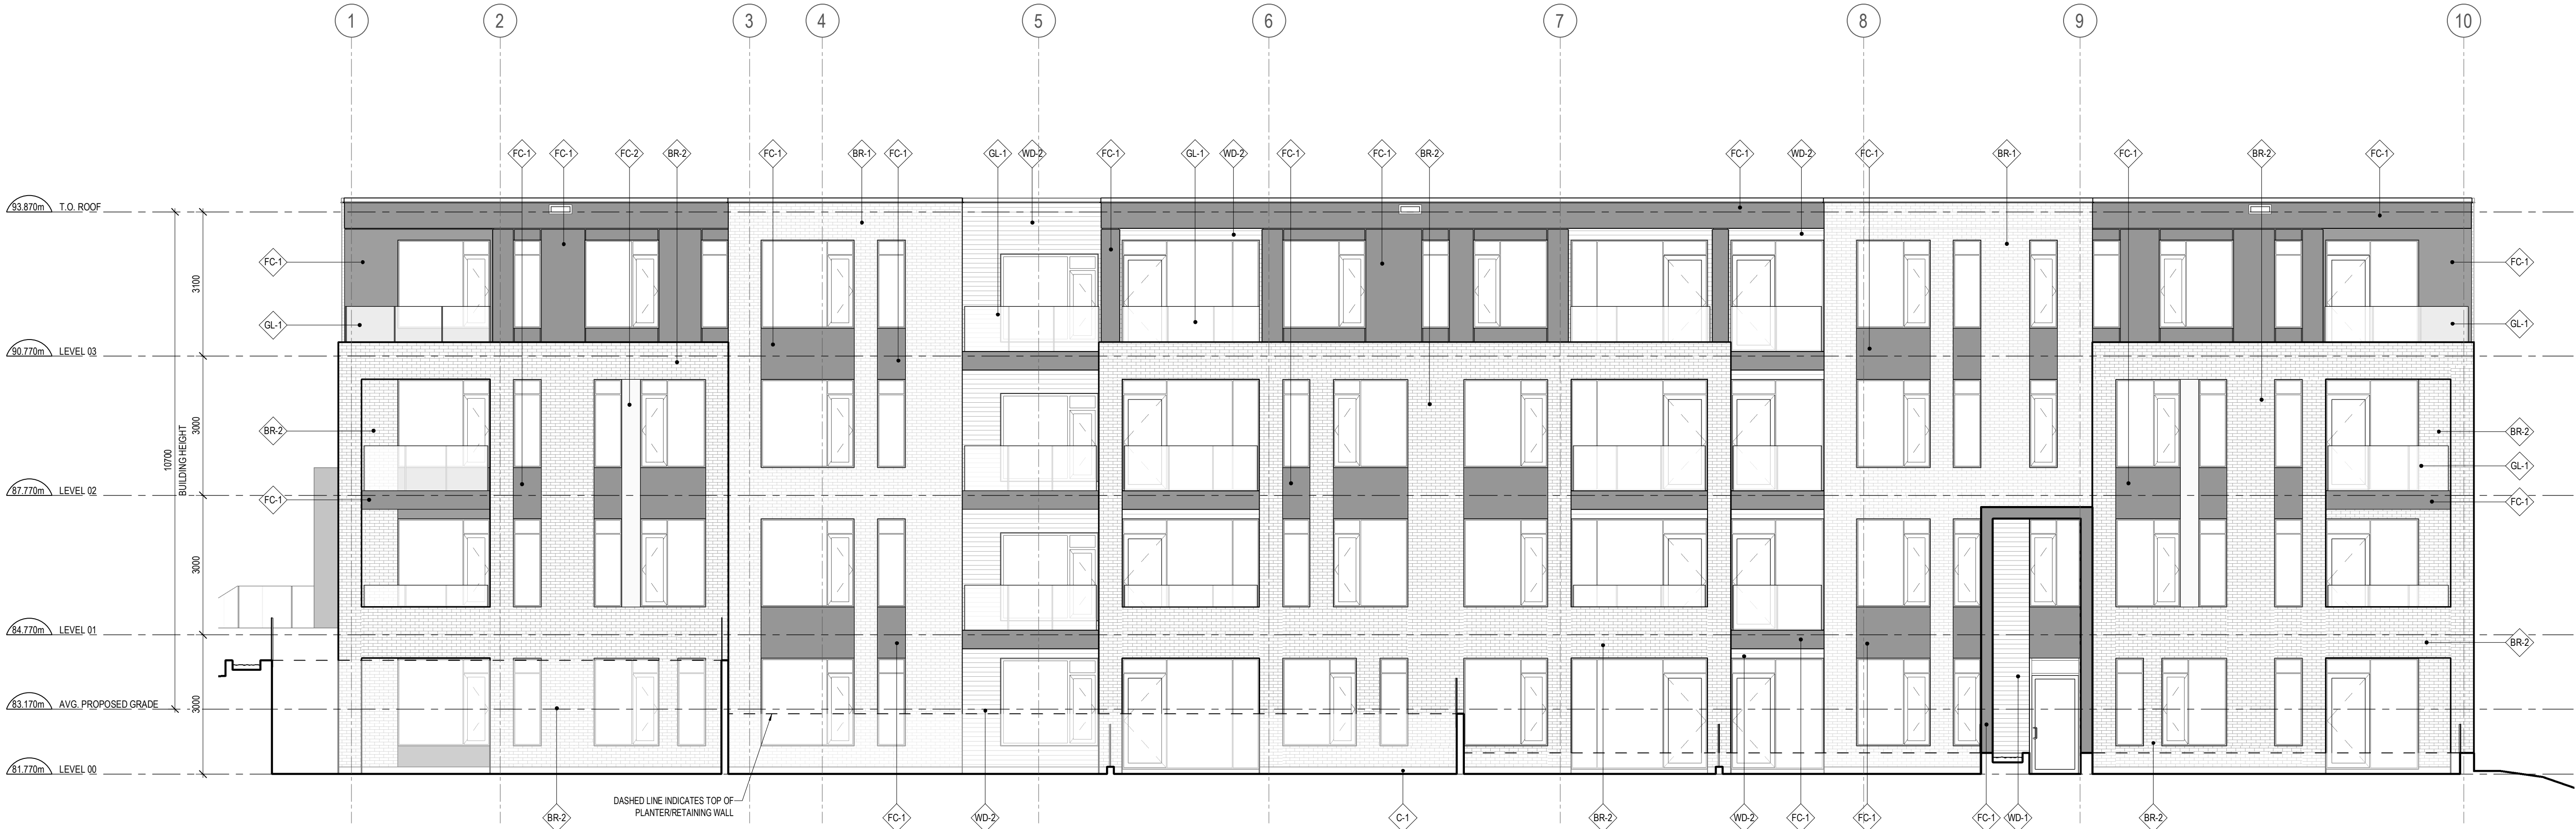 1 2 3 4 5 6 7 8 9 10
FC-1 FC-1 FC-2 BR-2 FC-1 BR-1 FC-1 GL-1 WD-2 FC-1 GL-1 WD-2 FC-1 FC-1 BR-2 FC-1 WD-2 FC-1 BR-1 FC-1 BR-2 FC-1
93.870m T.O. ROOF
FC-1 FC-1
3100
GL-1 GL-1
90.770m LEVEL 03
3000
BR-2 BR-2
10700
BUILDING HEIGHT
GL-1
87.770m LEVEL 02
FC-1 FC-1
3000
84.770m LEVEL 01
BR-2
83.170m AVG. PROPOSED GRADE
3000
81.770m LEVEL 00
DASHED LINE INDICATES TOP OF
PLANTER/RETAINING WALL
BR-2 FC-1 WD-2 C-1 BR-2 WD-2 FC-1 FC-1 FC-1 WD-1 BR-2